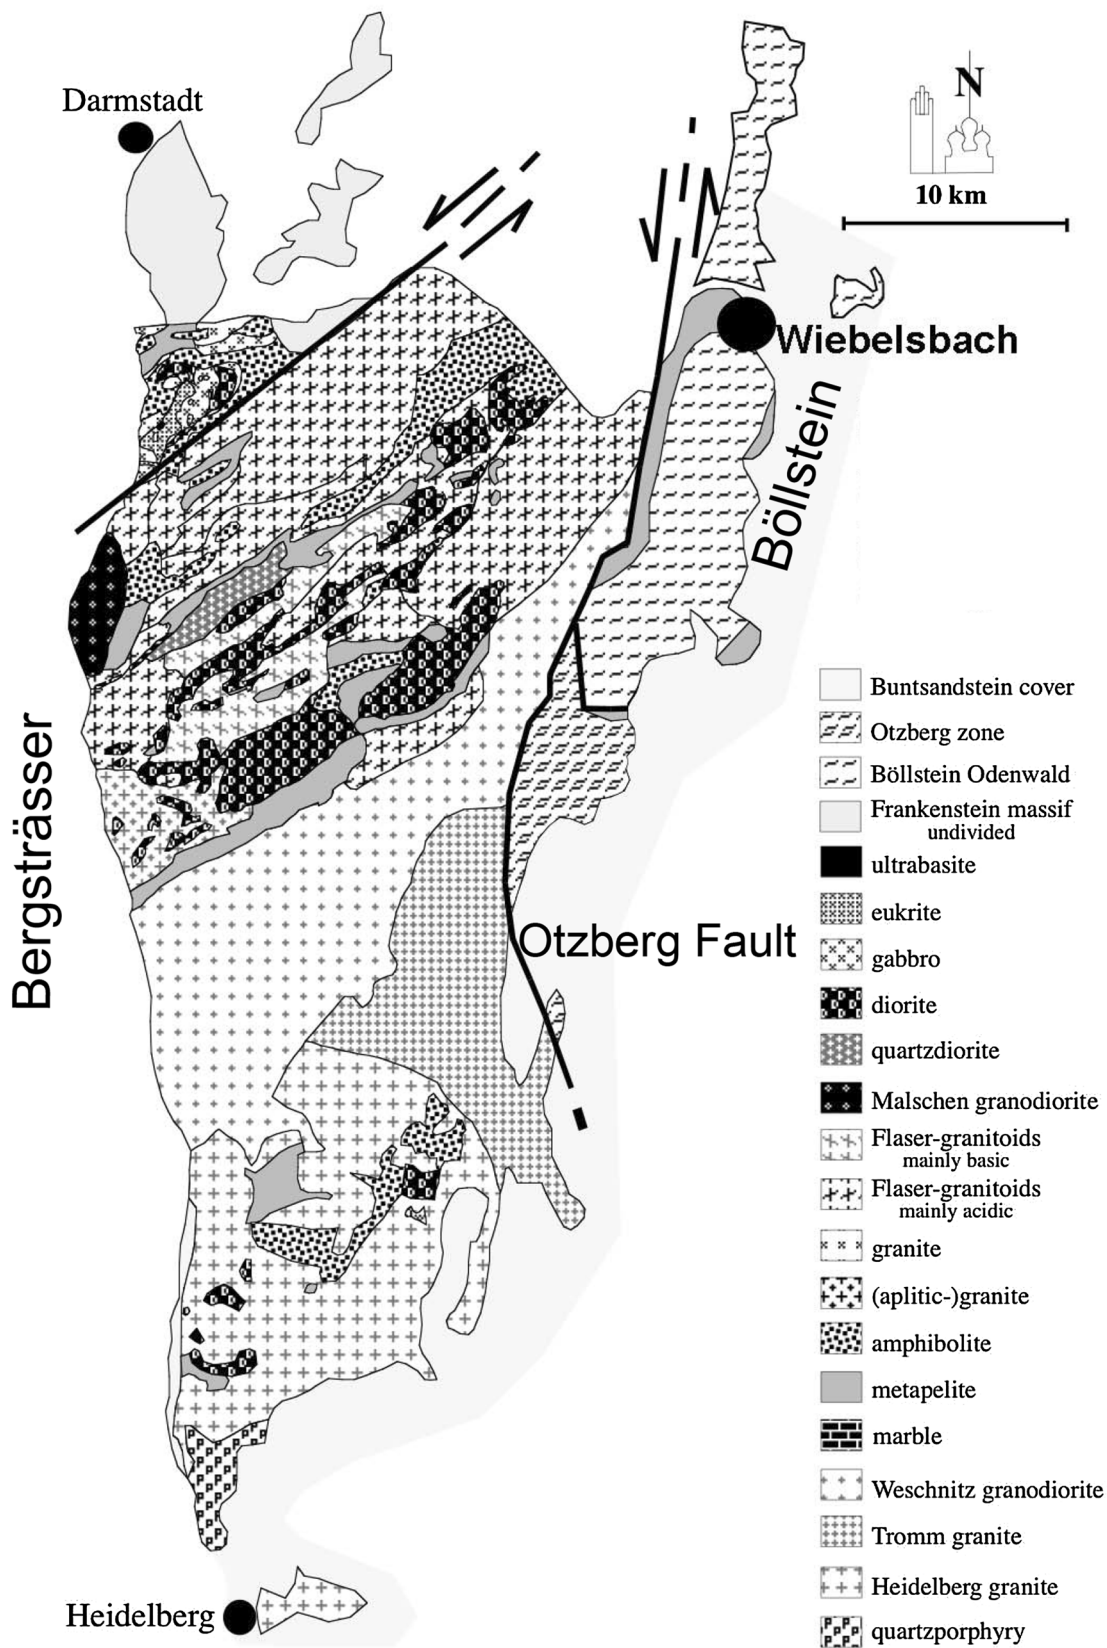 Darmstadt
N
10 km
Wiebelsbach
Böllstein
Bergsträsser
Otzberg Fault
Heidelberg
Buntsandstein cover
Otzberg zone
Böllstein Odenwald
Frankenstein massif
undivided
ultrabasite
eukrite
gabbro
diorite
quartzdiorite
Malschen granodiorite
Flaser-granitoids
mainly basic
Flaser-granitoids
mainly acidic
granite
(aplitic-)granite
amphibolite
metapelite
marble
Weschnitz granodiorite
Tromm granite
Heidelberg granite
quartzporphyry